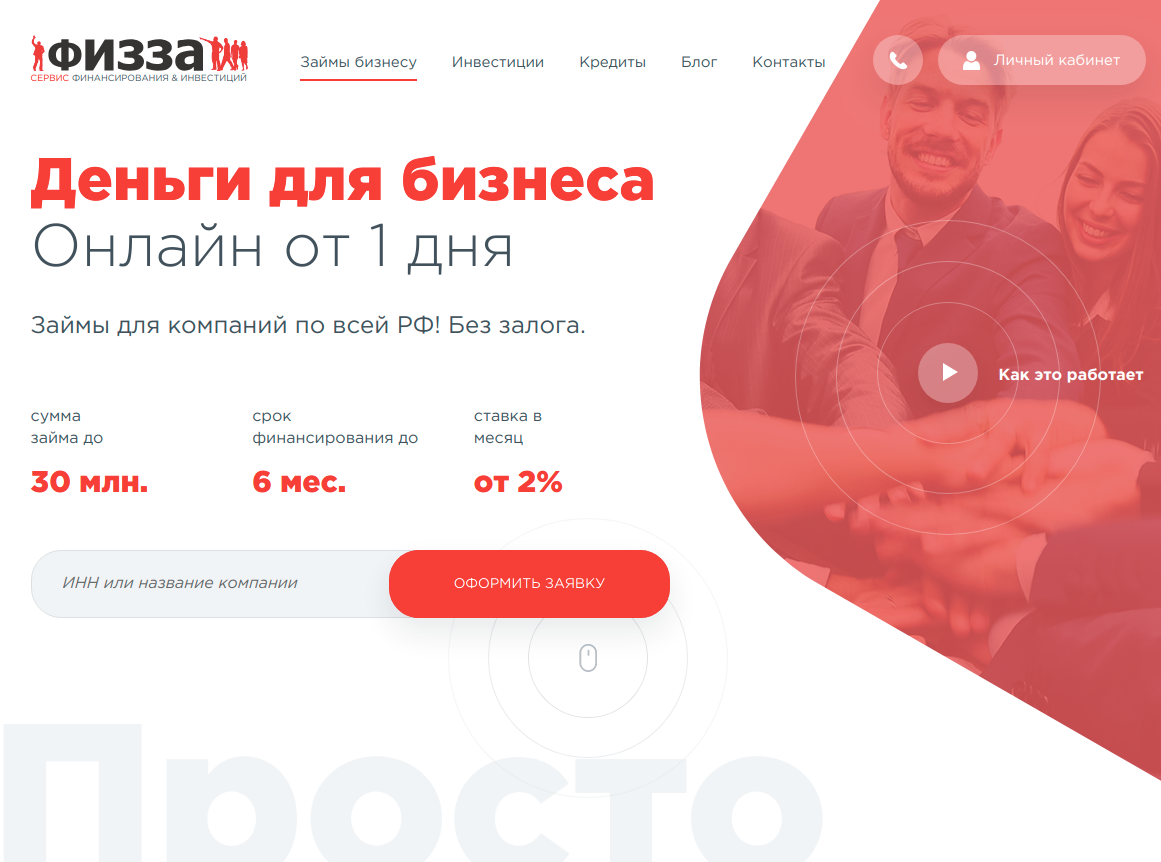 физза
СЕРВИС ФИНАНСИРОВАНИЯ & ИНВЕСТИЦИЙ
Займы бизнесу
Инвестиции
Кредиты
Блог
Контакты
Личный кабинет
Деньги для бизнеса
Онлайн от 1 дня
Займы для компаний по всей РФ! Без залога.
Как это работает
сумма
займа до
30 млн.
срок
финансирования до
6 мес.
ставка в
месяц
от 2%
ИНН или название компании
ОФОРМИТЬ ЗАЯВКУ
Просто